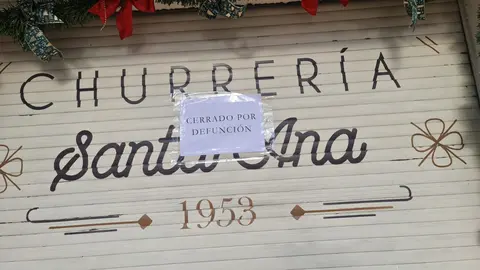 CHURRERÍA
CERRADO POR
DEFUNCIÓN
Santa Ana
1953